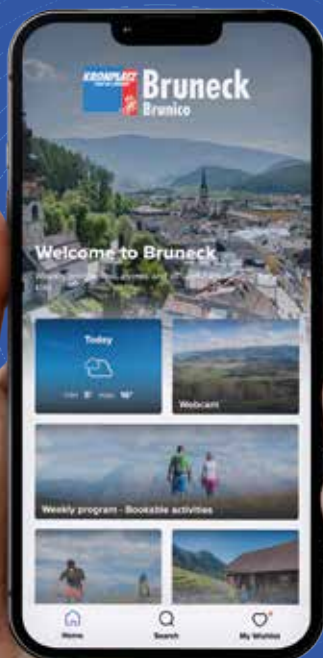 KRONPLATZ
Bruneck
Brunico
Welcome to Bruneck
Today
Webcam
Weekly program - Bookable activities
Home
Search
My Wishlist